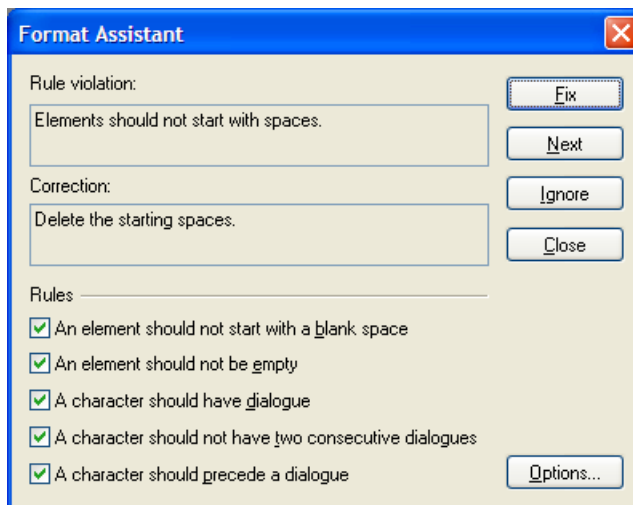 Format Assistant
Rule violation:
Elements should not start with spaces.
Correction:
Delete the starting spaces.
Fix
Next
Ignore
Close
Rules
An element should not start with a blank space
An element should not be empty
A character should have dialogue
A character should not have two consecutive dialogues
A character should precede a dialogue
Options...